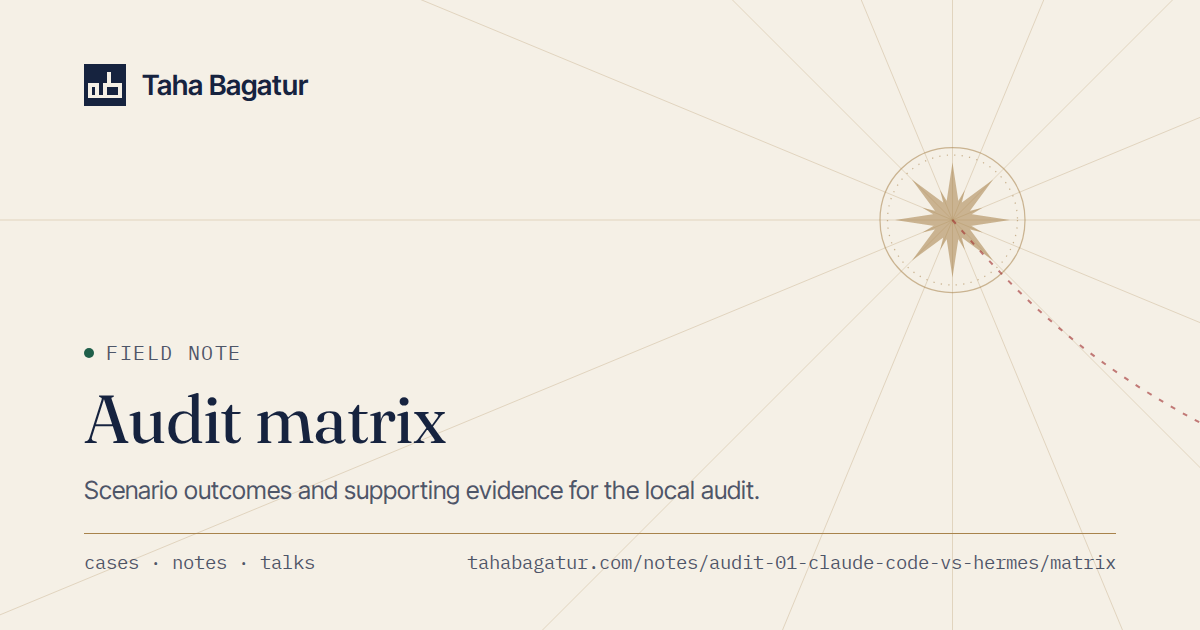 Taha Bagatur
FIELD NOTE
Audit matrix
Scenario outcomes and supporting evidence for the local audit.
cases · notes · talks
tahabagatur.com/notes/audit-01-claude-code-vs-hermes/matrix